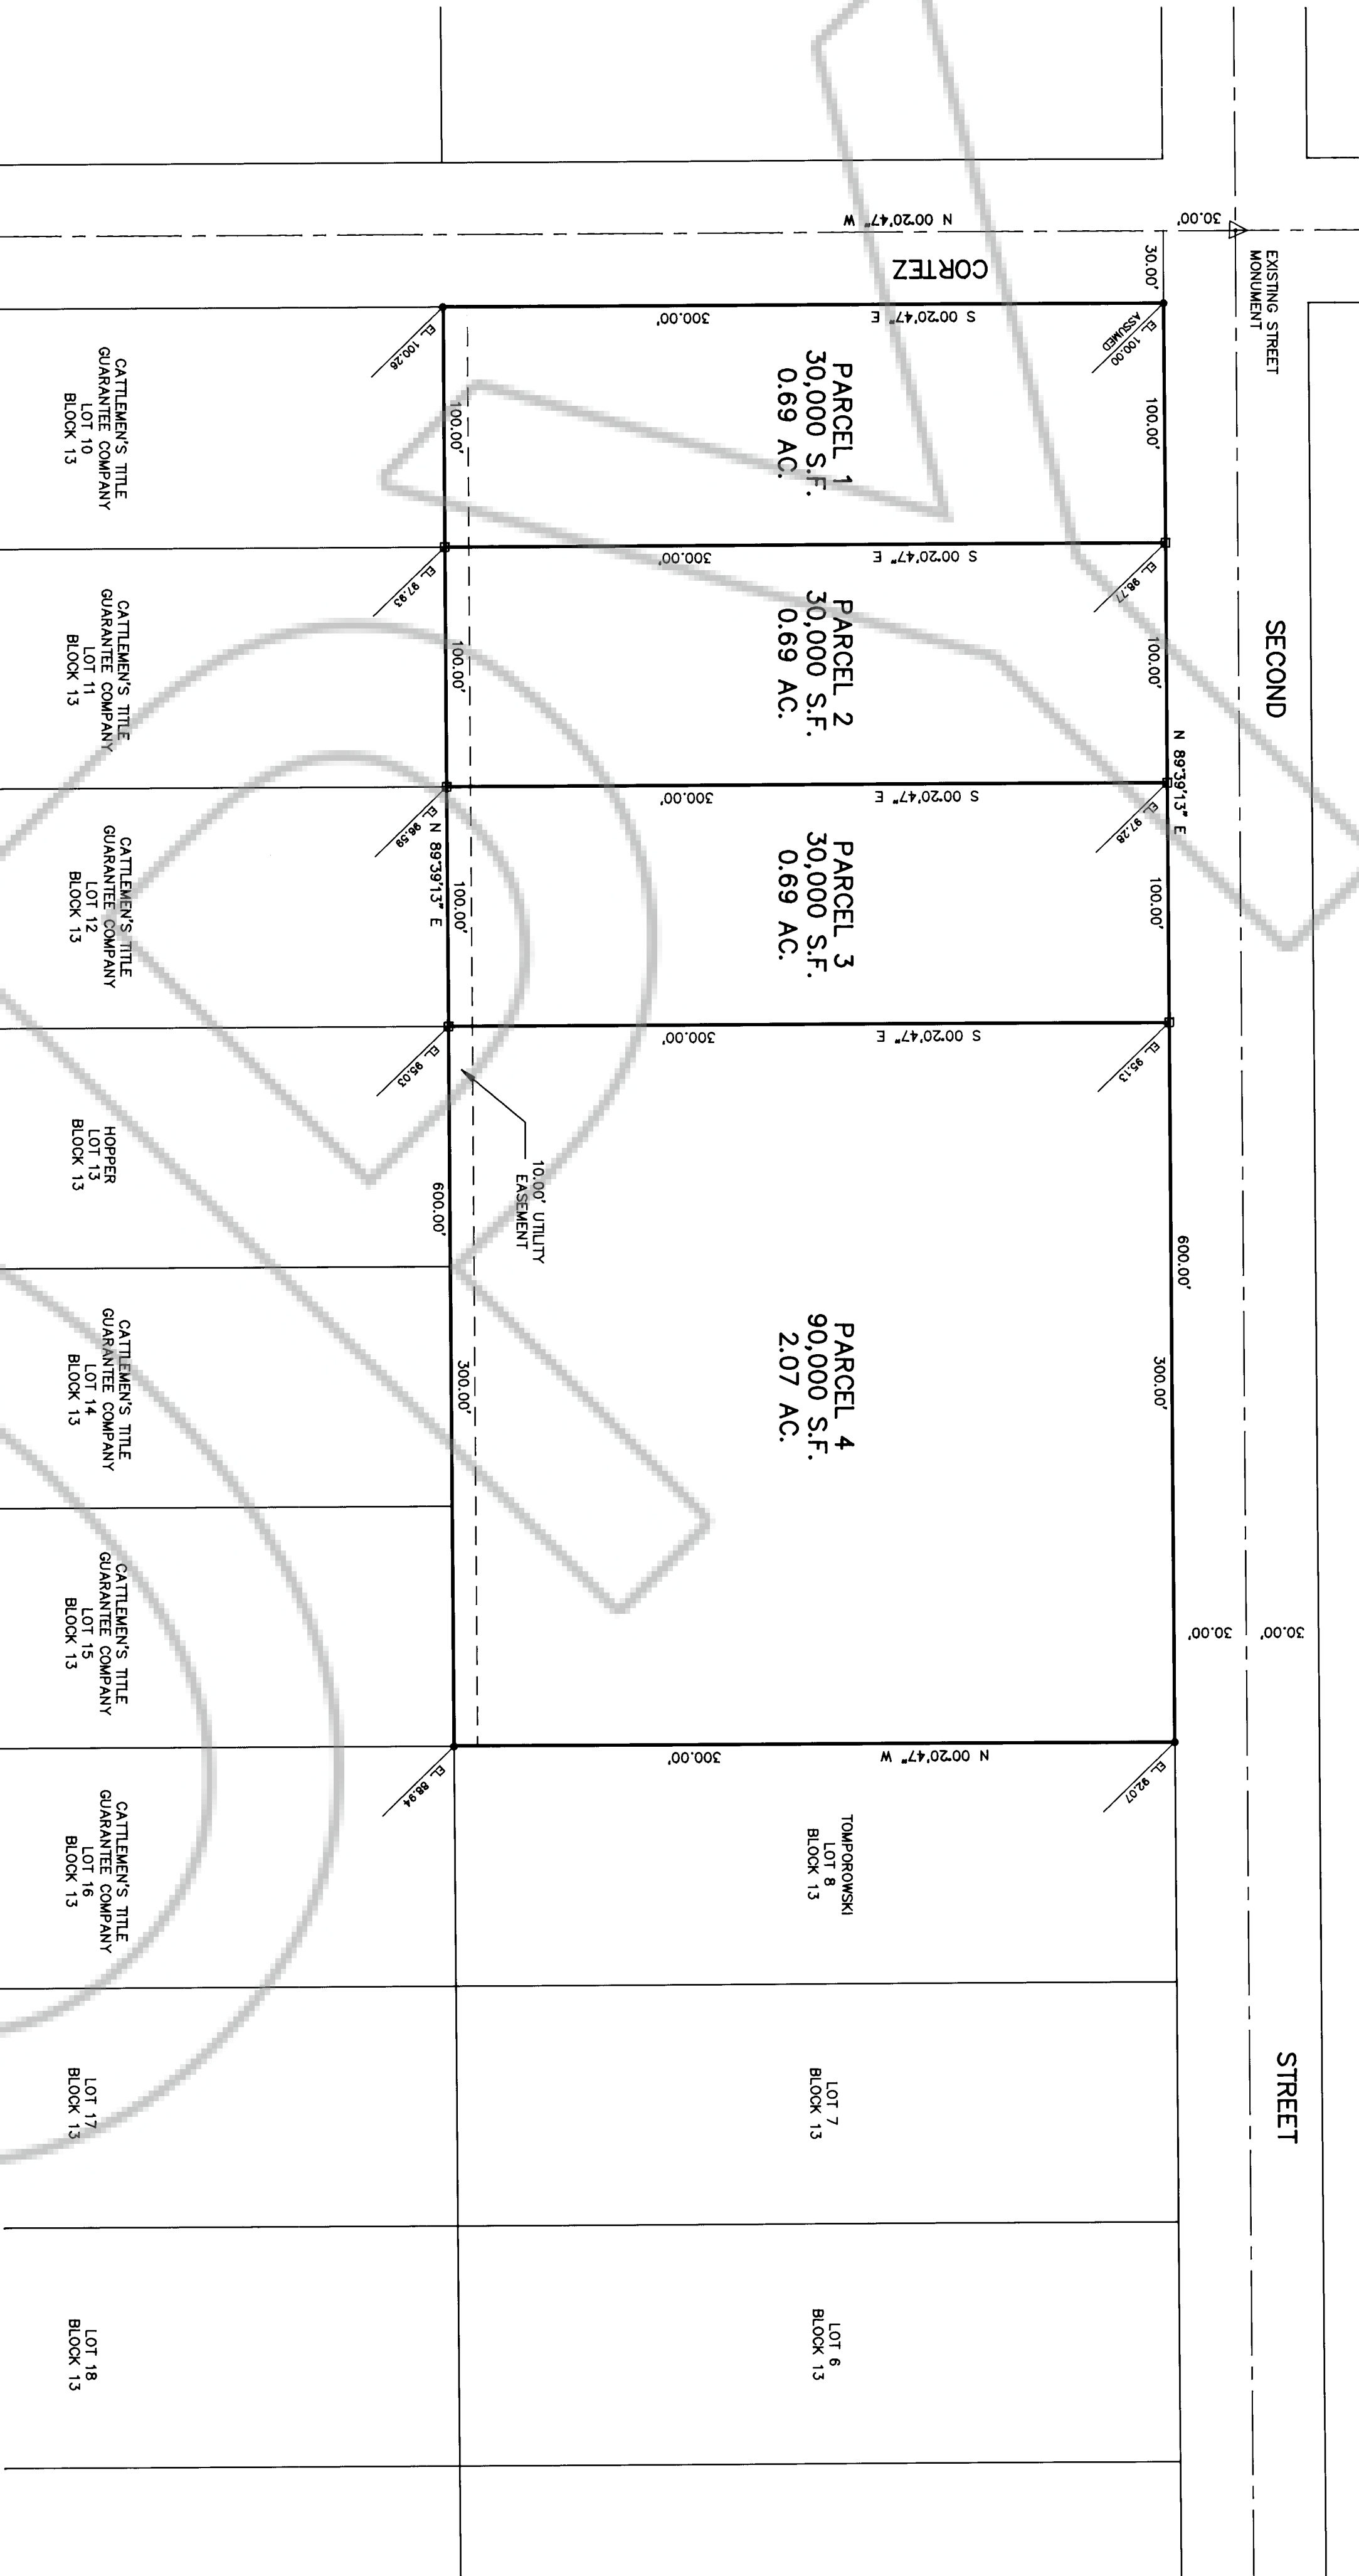 SECOND
STREET
EXISTING STREET
MONUMENT
30.00'
30.00'
30.00'
30.00'
N 00°20'47" W
CORTEZ
N 89°39'13" E
600.00'
EL 100.00
ASSUMED
EL 98.77
EL 97.28
EL 95.13
EL 92.07
100.00'
100.00'
100.00'
300.00'
S 00°20'47" E
300.00'
S 00°20'47" E
300.00'
S 00°20'47" E
300.00'
S 00°20'47" E
300.00'
N 00°20'47" W
300.00'
PARCEL 1
30,000 S.F.
0.69 AC.
PARCEL 2
30,000 S.F.
0.69 AC.
PARCEL 3
30,000 S.F.
0.69 AC.
PARCEL 4
90,000 S.F.
2.07 AC.
TOMPOROWSKI
LOT 8
BLOCK 13
LOT 7
BLOCK 13
LOT 6
BLOCK 13
10.00' UTILITY
EASEMENT
100.00'
100.00'
100.00'
300.00'
N 89°39'13" E
600.00'
EL 100.28
EL 97.93
EL 96.59
EL 95.03
EL 88.94
CATTLEMEN'S TITLE
GUARANTEE COMPANY
LOT 10
BLOCK 13
CATTLEMEN'S TITLE
GUARANTEE COMPANY
LOT 11
BLOCK 13
CATTLEMEN'S TITLE
GUARANTEE COMPANY
LOT 12
BLOCK 13
HOPPER
LOT 13
BLOCK 13
CATTLEMEN'S TITLE
GUARANTEE COMPANY
LOT 14
BLOCK 13
CATTLEMEN'S TITLE
GUARANTEE COMPANY
LOT 15
BLOCK 13
CATTLEMEN'S TITLE
GUARANTEE COMPANY
LOT 16
BLOCK 13
LOT 17
BLOCK 13
LOT 18
BLOCK 13